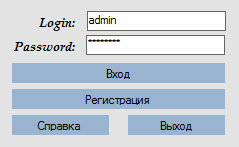 Login: admin
Password: ********
Вход
Регистрация
Справка Выход